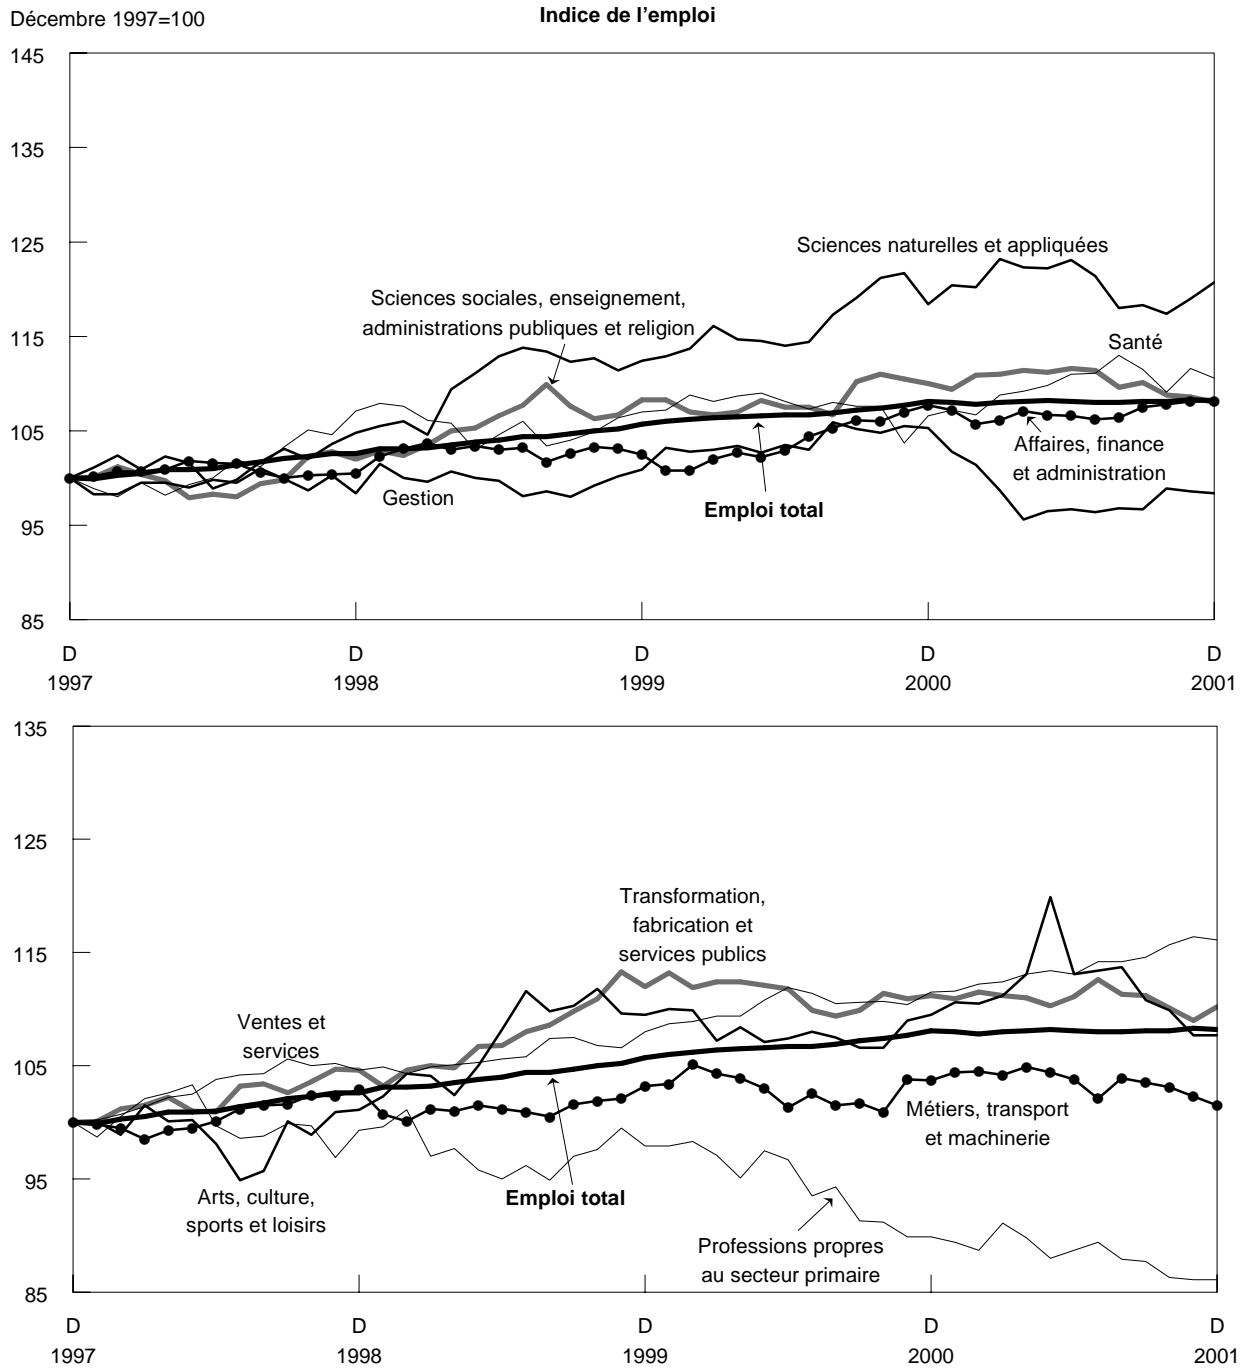 Décembre 1997=100
Indice de l'emploi
145
135
125
115
105
95
85
Sciences naturelles et appliquées
Sciences sociales, enseignement,
administrations publiques et religion
Santé
Affaires, finance
et administration
Gestion
Emploi total
D
1997
D
1998
D
1999
D
2000
D
2001
135
125
115
105
95
85
Transformation,
fabrication et
services publics
Ventes et
services
Métiers, transport
et machinerie
Arts, culture,
sports et loisirs
Emploi total
Professions propres
au secteur primaire
D
1997
D
1998
D
1999
D
2000
D
2001